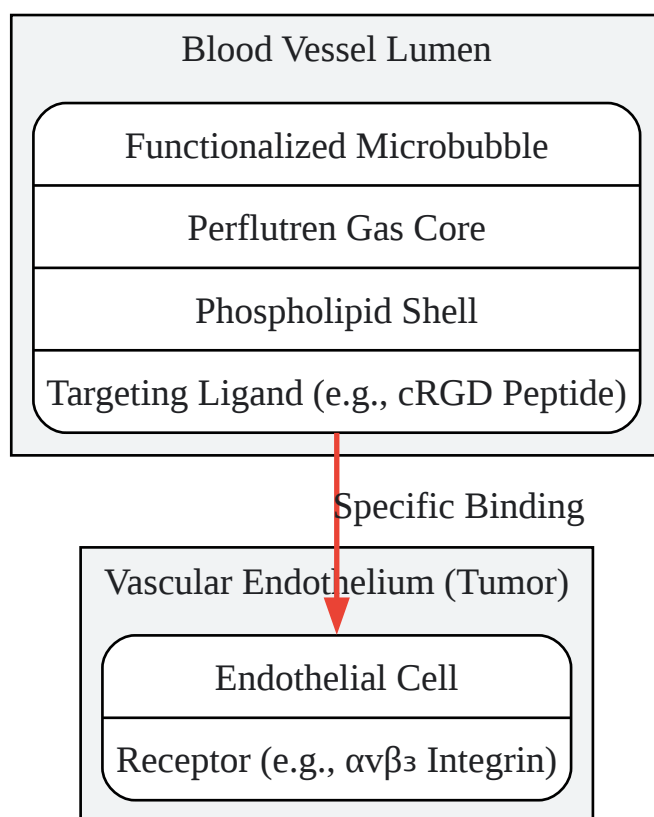 Blood Vessel Lumen
Functionalized Microbubble
Perflutren Gas Core
Phospholipid Shell
Targeting Ligand (e.g., cRGD Peptide)
Specific Binding
Vascular Endothelium (Tumor)
Endothelial Cell
Receptor (e.g., αvβ₃ Integrin)